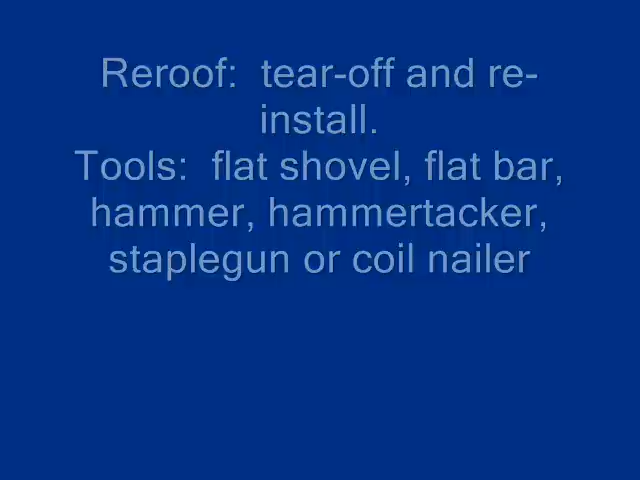 Reroof:  tear-off and re-
install.
Tools:  flat shovel, flat bar,
hammer, hammertacker,
staplegun or coil nailer